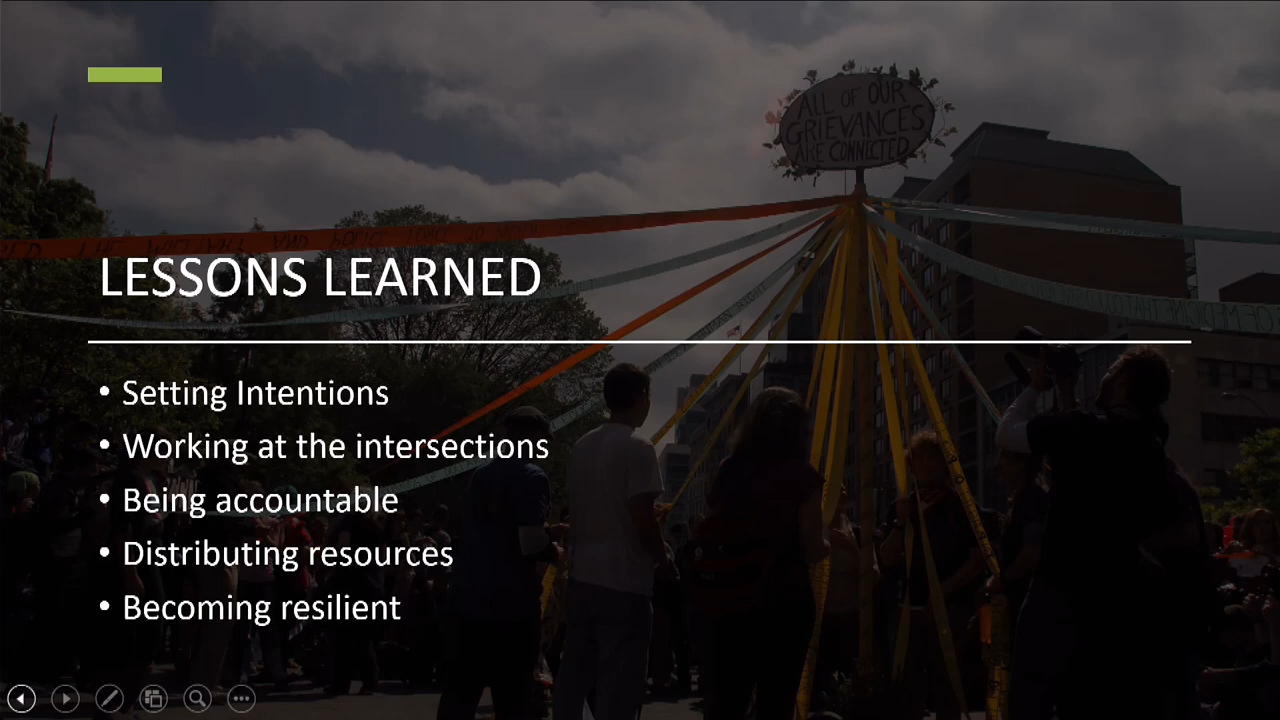 ALL OF OUR
GRIEVANCES
ARE CONNECTED
LESSONS LEARNED
• Setting Intentions
• Working at the intersections
• Being accountable
• Distributing resources
• Becoming resilient